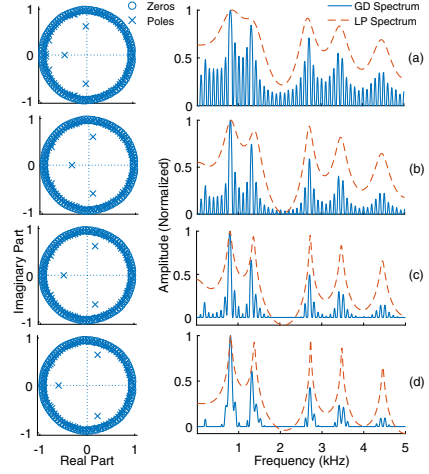 Zeros
Poles
GD Spectrum
LP Spectrum
1
0
-1
1
0.5
0
(a)
1
0
-1
1
0.5
0
(b)
1
0
-1
1
0.5
0
(c)
1
0
-1
1
0.5
0
(d)
-1
0
1
1
2
3
4
5
Imaginary Part
Real Part
Amplitude (Normalized)
Frequency (kHz)